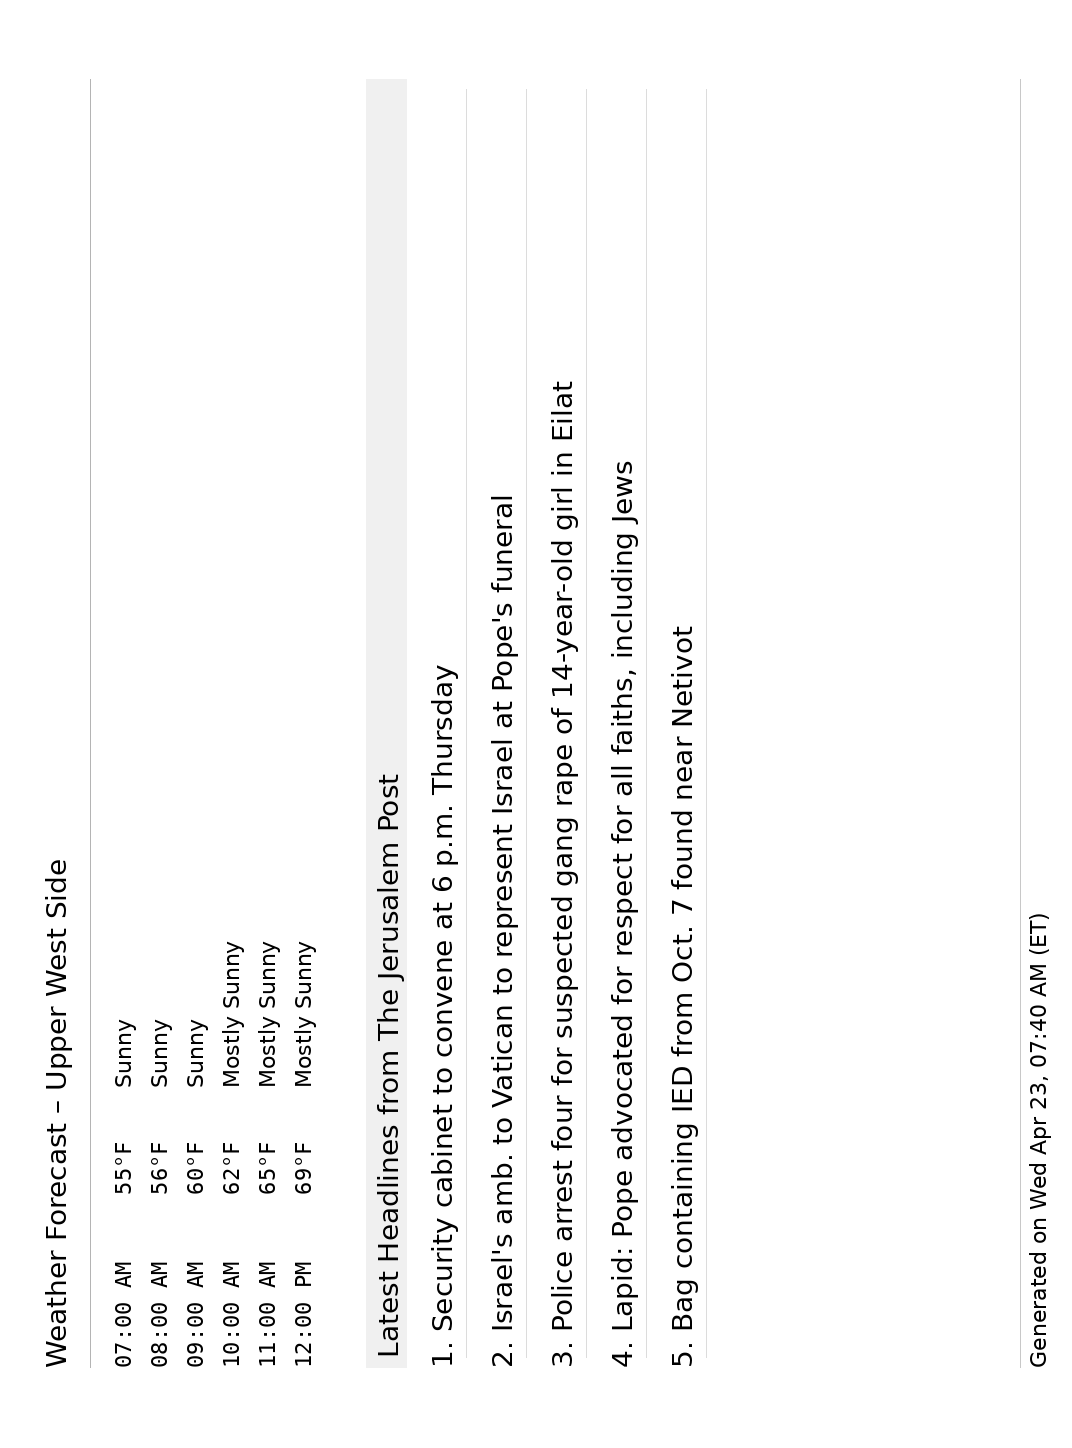 Weather Forecast – Upper West Side
07:00 AM 55°F Sunny
08:00 AM 56°F Sunny
09:00 AM 60°F Sunny
10:00 AM 62°F Mostly Sunny
11:00 AM 65°F Mostly Sunny
12:00 PM 69°F Mostly Sunny
Latest Headlines from The Jerusalem Post
1. Security cabinet to convene at 6 p.m. Thursday
2. Israel's amb. to Vatican to represent Israel at Pope's funeral
3. Police arrest four for suspected gang rape of 14-year-old girl in Eilat
4. Lapid: Pope advocated for respect for all faiths, including Jews
5. Bag containing IED from Oct. 7 found near Netivot
Generated on Wed Apr 23, 07:40 AM (ET)